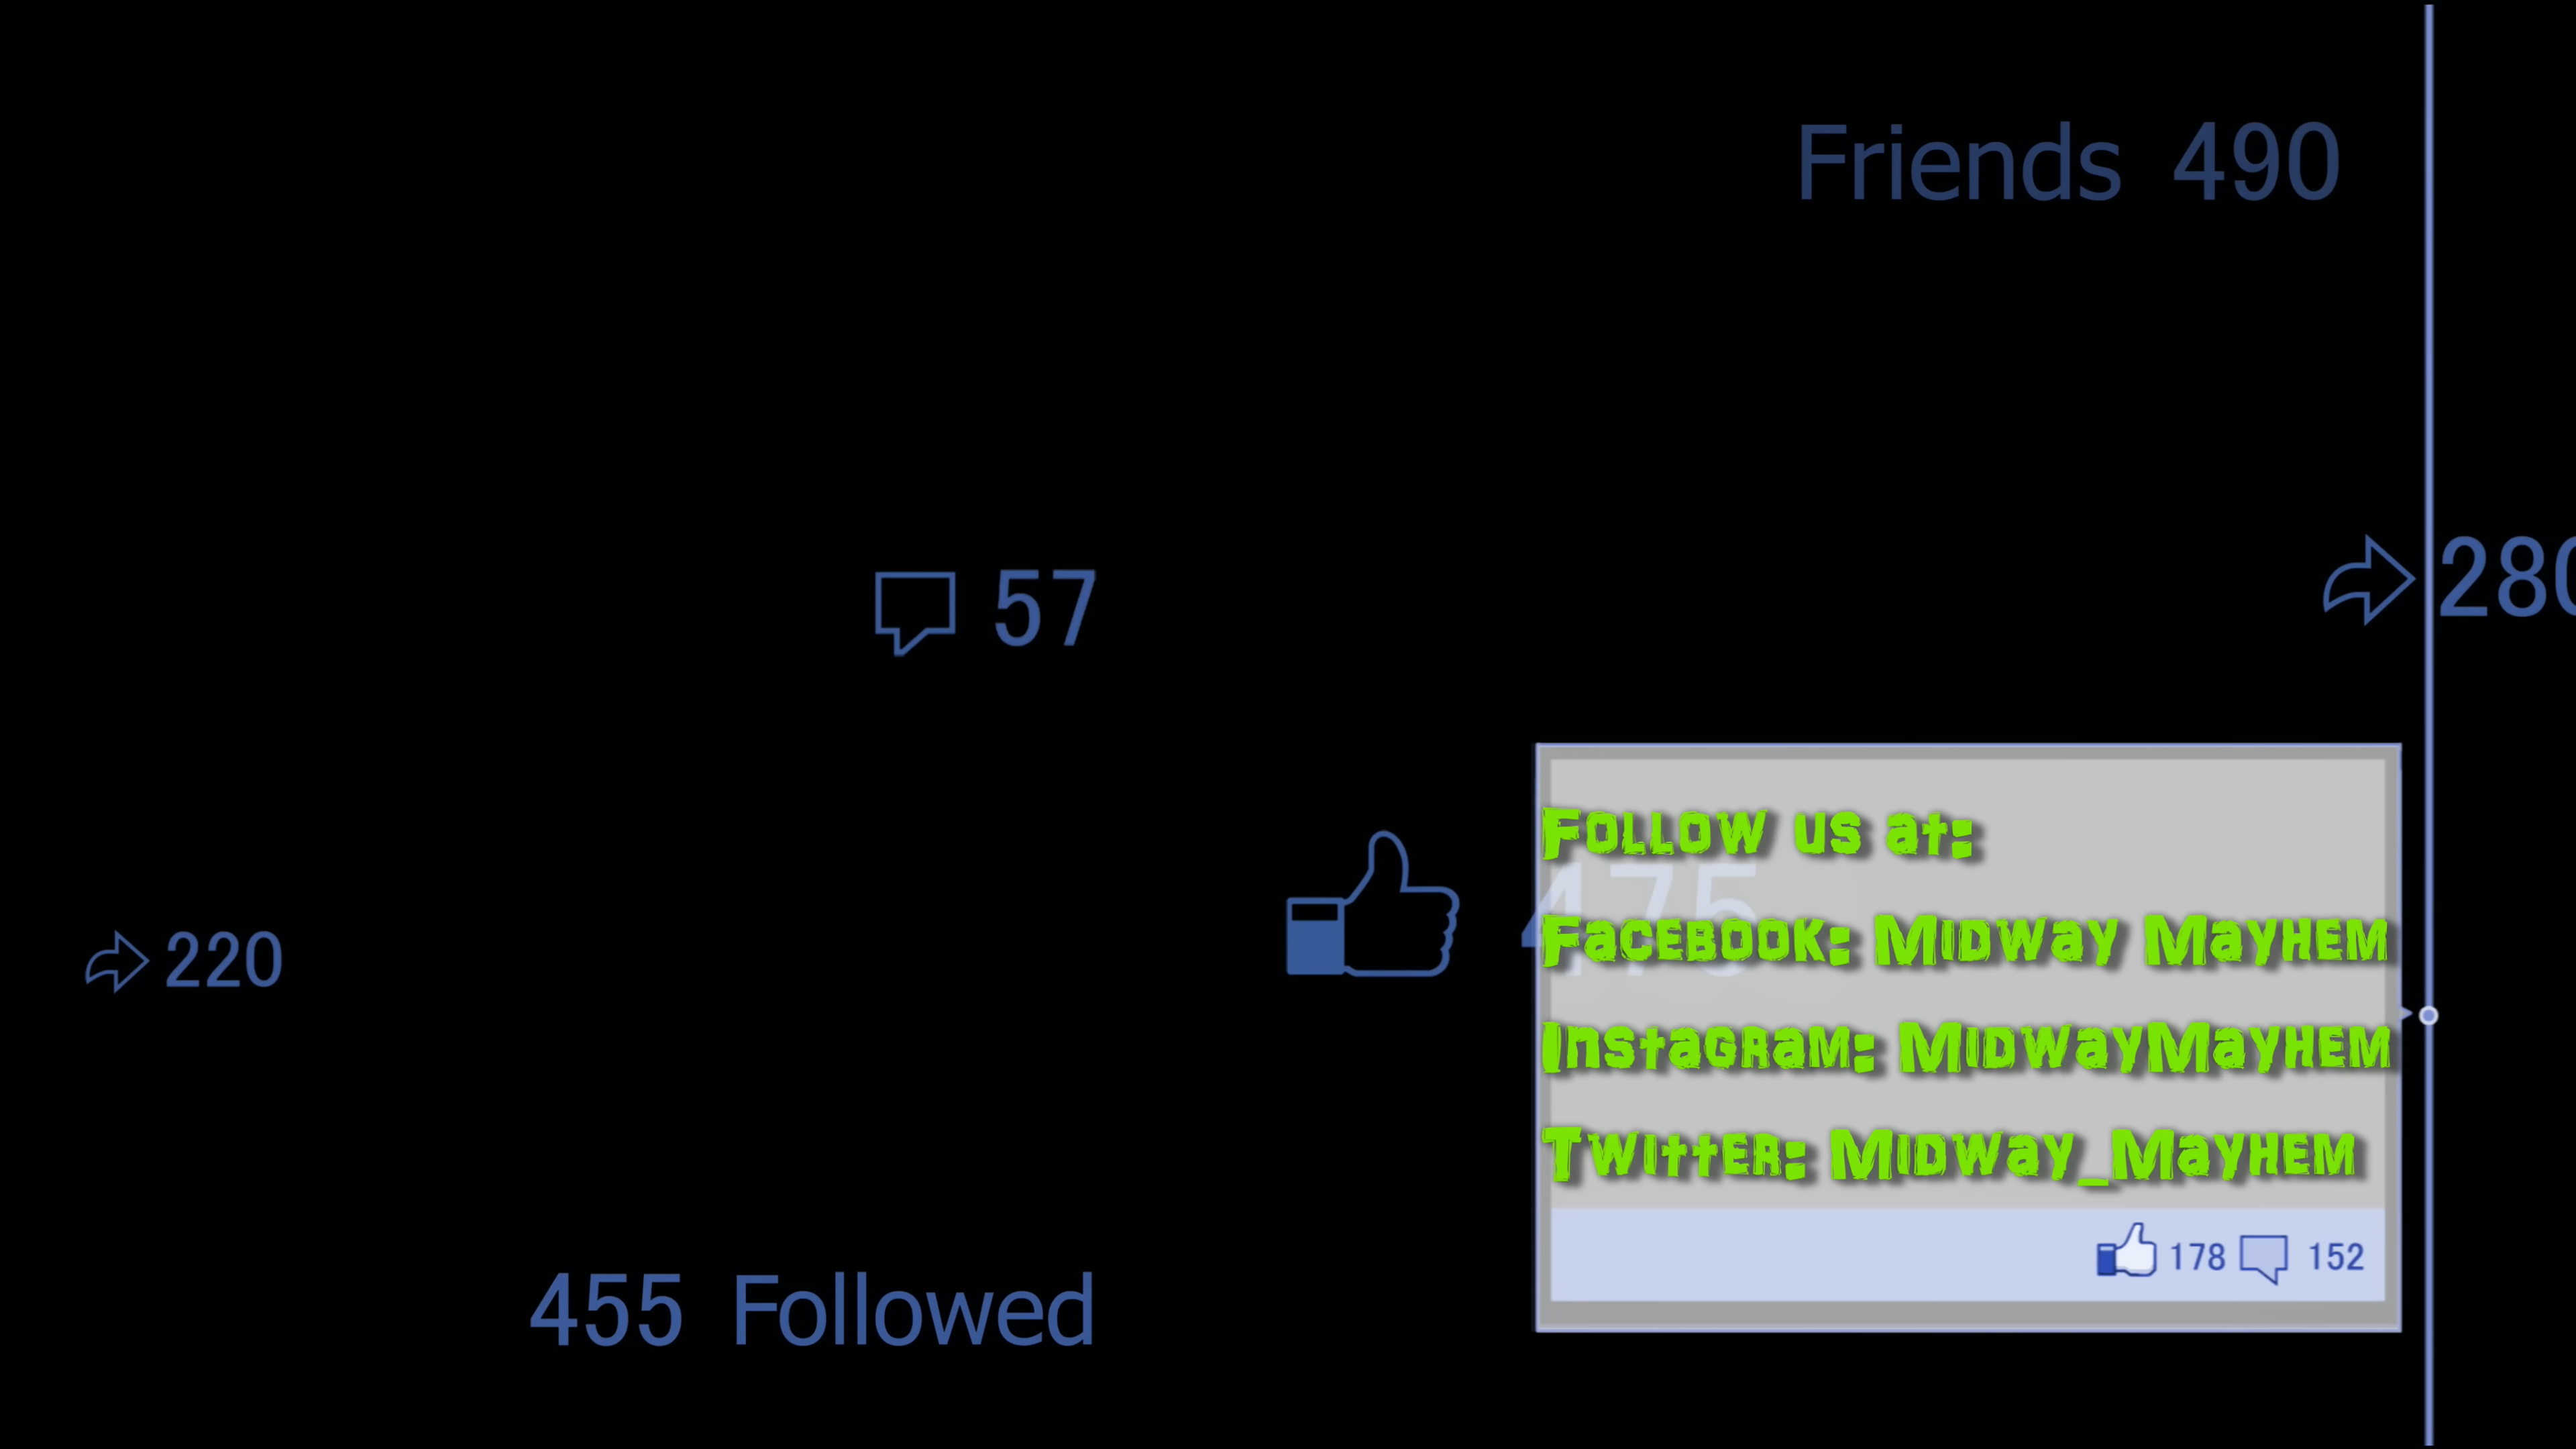 Friends 490
57
280
475
220
Follow us at:
Facebook: Midway Mayhem
Instagram: MidwayMayhem
Twitter: Midway_Mayhem
178 152
455 Followed